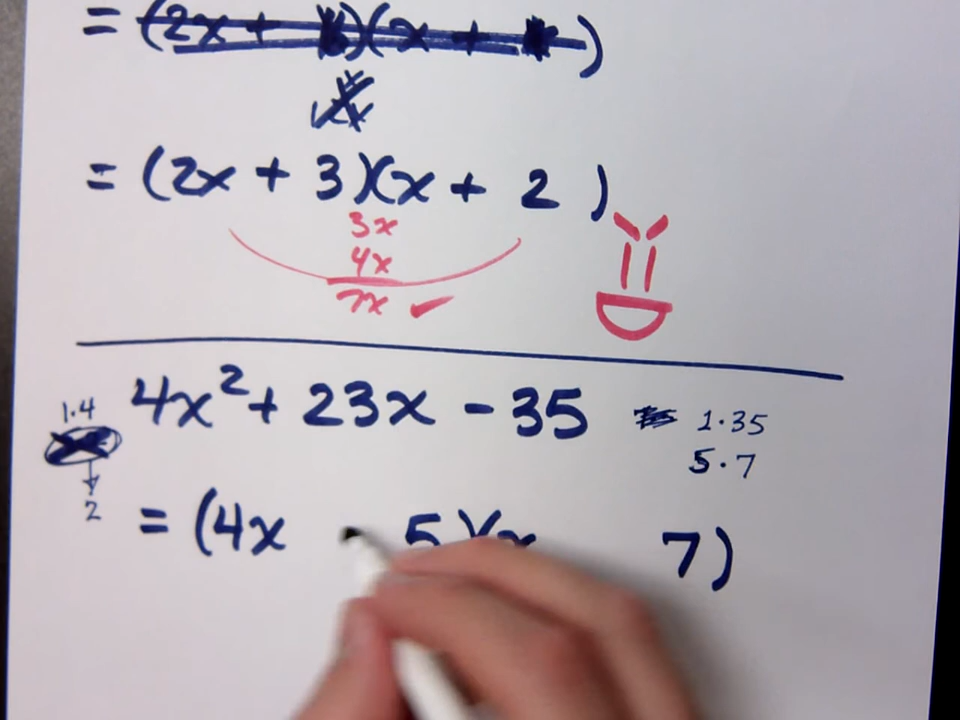 = (2x + )(x + )
= (2x + 3)(x + 2 )
3x
4x
7x ✓
4x² + 23x - 35
1·4
2
1·35
5·7
= (4x 5)(x 7)